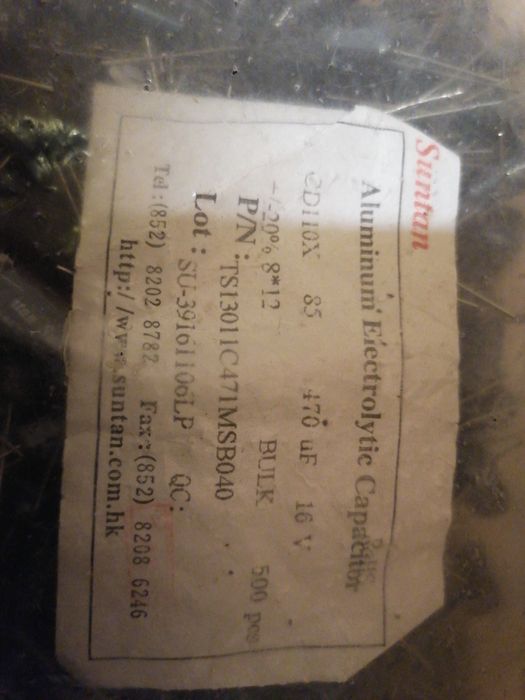 Suntan
Aluminum Electrolytic Capacitor
CD110X 85 470 uF 16 V
+/-20% 8*12 BULK 500 pcs
P/N: TS13011C471MSB040
Lot: SU-39161106LP QC:
Tel:(852) 8202 8782 Fax:(852) 8208 6246
http://www.suntan.com.hk